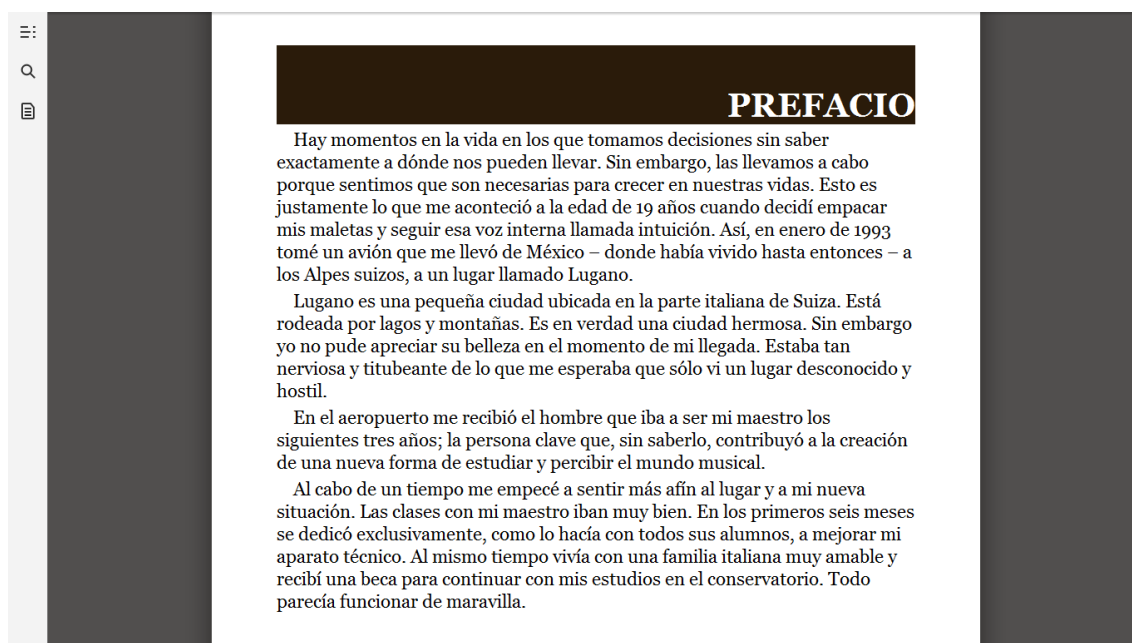 PREFACIO
Hay momentos en la vida en los que tomamos decisiones sin saber
exactamente a dónde nos pueden llevar. Sin embargo, las llevamos a cabo
porque sentimos que son necesarias para crecer en nuestras vidas. Esto es
justamente lo que me aconteció a la edad de 19 años cuando decidí empacar
mis maletas y seguir esa voz interna llamada intuición. Así, en enero de 1993
tomé un avión que me llevó de México – donde había vivido hasta entonces – a
los Alpes suizos, a un lugar llamado Lugano.
Lugano es una pequeña ciudad ubicada en la parte italiana de Suiza. Está
rodeada por lagos y montañas. Es en verdad una ciudad hermosa. Sin embargo
yo no pude apreciar su belleza en el momento de mi llegada. Estaba tan
nerviosa y titubeante de lo que me esperaba que sólo vi un lugar desconocido y
hostil.
En el aeropuerto me recibió el hombre que iba a ser mi maestro los
siguientes tres años; la persona clave que, sin saberlo, contribuyó a la creación
de una nueva forma de estudiar y percibir el mundo musical.
Al cabo de un tiempo me empecé a sentir más afín al lugar y a mi nueva
situación. Las clases con mi maestro iban muy bien. En los primeros seis meses
se dedicó exclusivamente, como lo hacía con todos sus alumnos, a mejorar mi
aparato técnico. Al mismo tiempo vivía con una familia italiana muy amable y
recibí una beca para continuar con mis estudios en el conservatorio. Todo
parecía funcionar de maravilla.